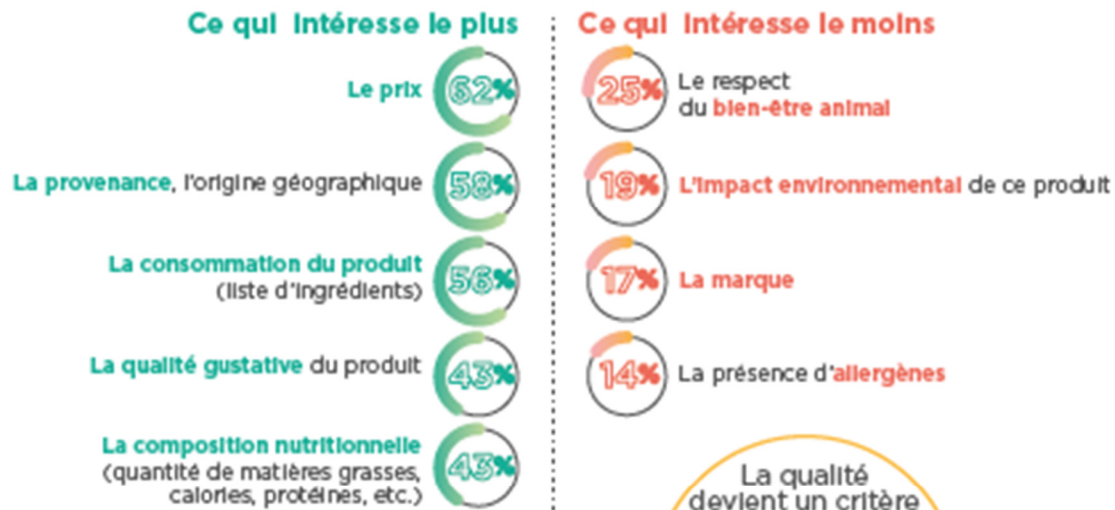 Ce qui intéresse le plus
Le prix
62%
La provenance, l'origine géographique
58%
La consommation du produit
(liste d'ingrédients)
56%
La qualité gustative du produit
43%
La composition nutritionnelle
(quantité de matières grasses,
calories, protéines, etc.)
43%
Ce qui intéresse le moins
25%
Le respect
du bien-être animal
19%
L'impact environnemental de ce produit
17%
La marque
14%
La présence d'allergènes
La qualité
devient un critère